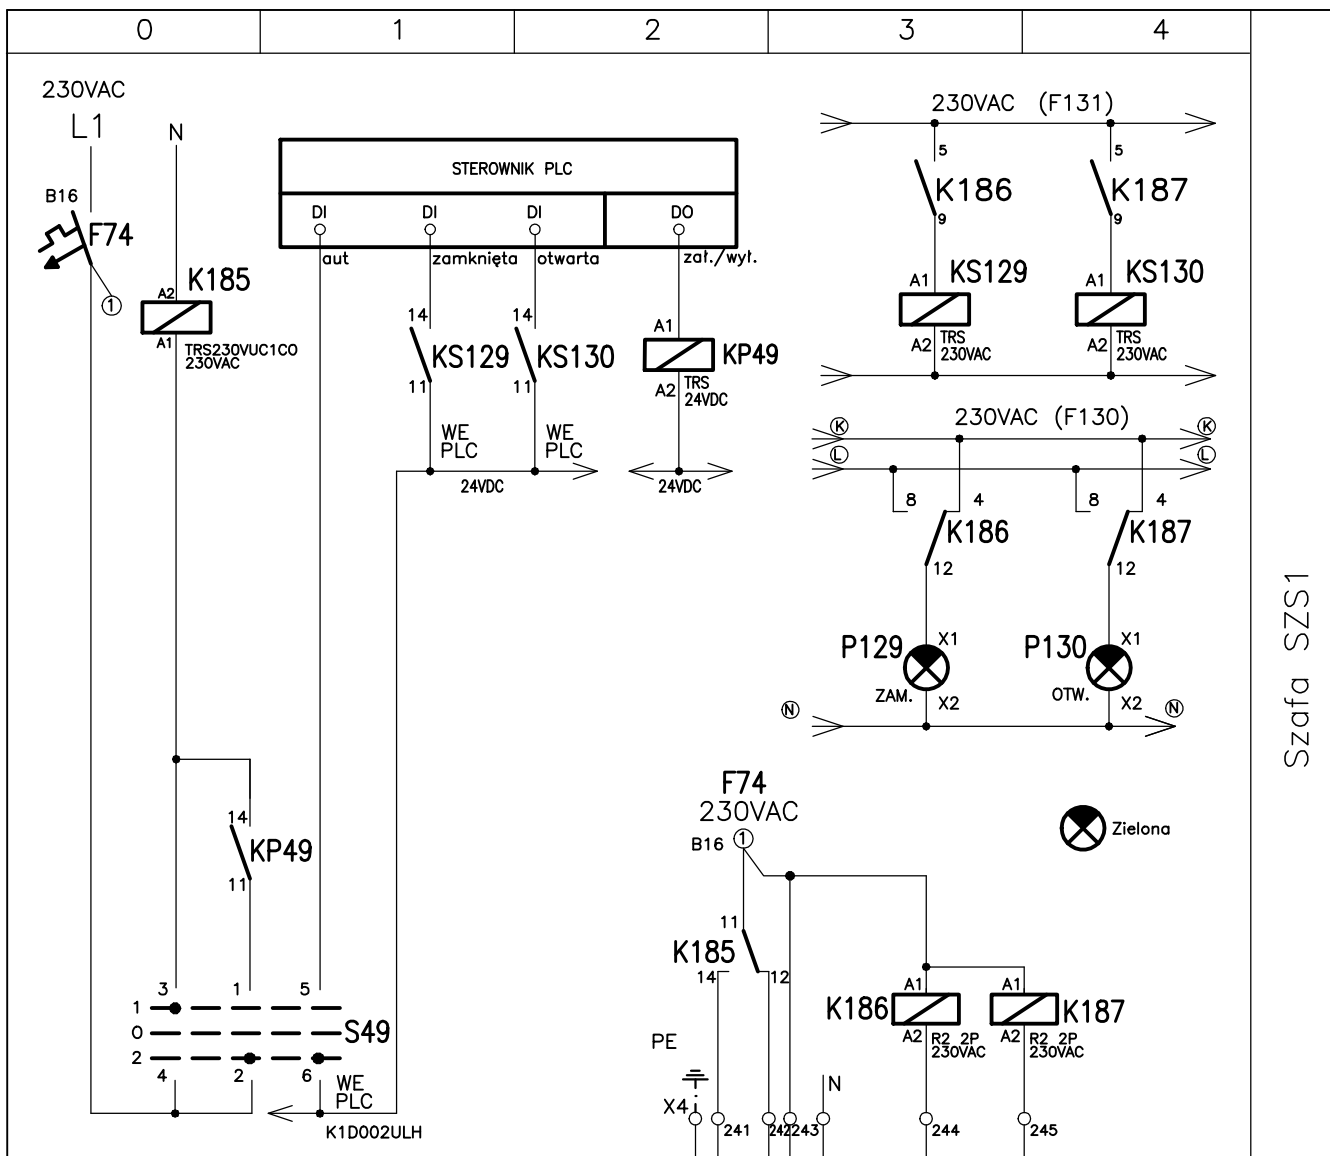 0 1 2 3 4
230VAC
L1
N
B16
F74
1
K185
A2
A1
TRS230VUC1CO
230VAC
STEROWNIK PLC
DI DI DI DO
aut zamknięta otwarta zał./wył.
14 14
KS129 KS130
11 11
WE
PLC
WE
PLC
24VDC
A1
KP49
A2
TRS
24VDC
24VDC
230VAC (F131)
5 5
K186 K187
9 9
KS129 KS130
A1 A1
A2 A2
TRS
230VAC
TRS
230VAC
230VAC (F130)
K K
L L
8 4 8 4
K186 K187
12 12
P129 X1 P130 X1
ZAM. X2 OTW. X2
N N
Zielona
Szafa SZS1
14
KP49
11
3 1 5
1
0
2
S49
4 2 6
WE
PLC
K1D002ULH
F74
230VAC
B16 1
11
K185
14 12
A1 A1
K186 K187
A2 A2
R2 2P
230VAC
R2 2P
230VAC
PE
N
X4
241 242 243 244 245